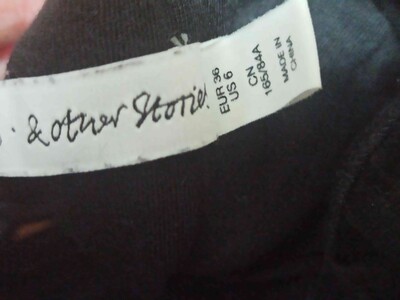 & other Stories
EUR 36
US 6
CN
165/84A
MADE IN
CHINA